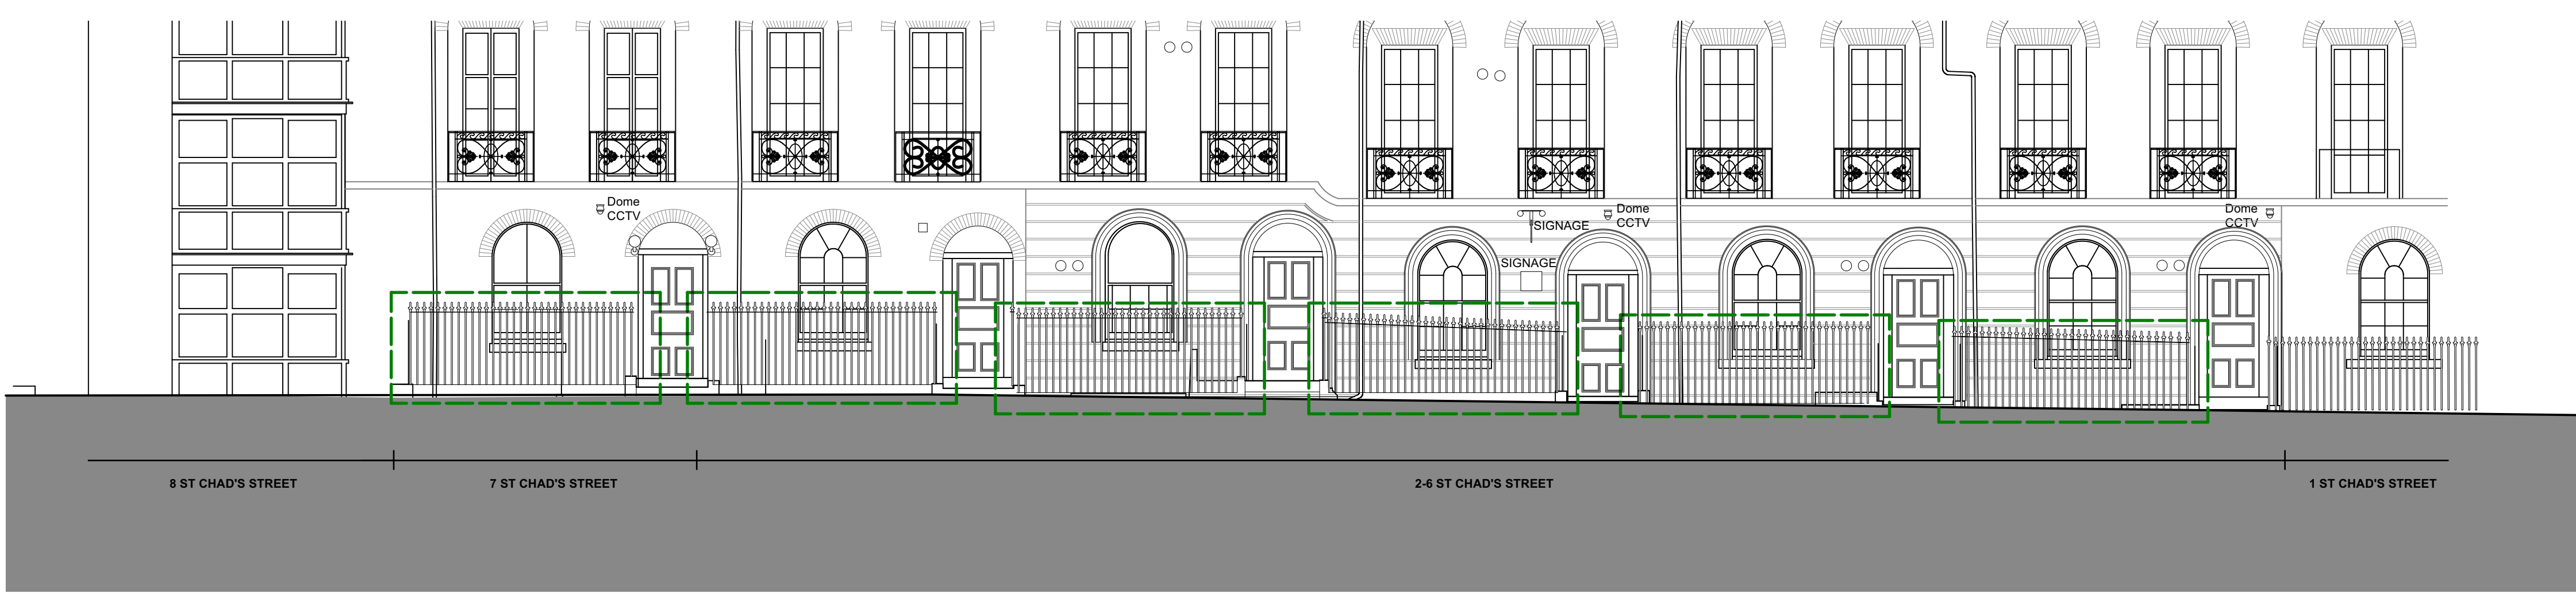 Dome
CCTV
SIGNAGE
Dome
CCTV
Dome
CCTV
SIGNAGE
8 ST CHAD'S STREET
7 ST CHAD'S STREET
2-6 ST CHAD'S STREET
1 ST CHAD'S STREET